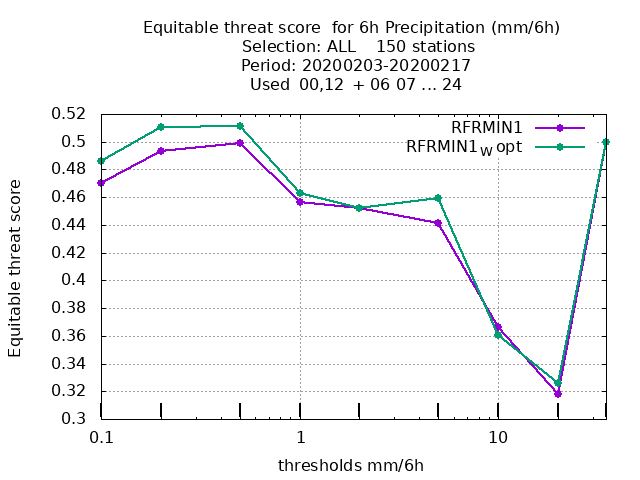 Equitable threat score  for 6h Precipitation (mm/6h)
Selection: ALL    150 stations
Period: 20200203-20200217
Used  00,12  + 06 07 ... 24
RFRMIN1
RFRMIN1W opt
0.52
0.5
0.48
0.46
0.44
0.42
0.4
0.38
0.36
0.34
0.32
0.3
Equitable threat score
0.1
1
10
thresholds mm/6h